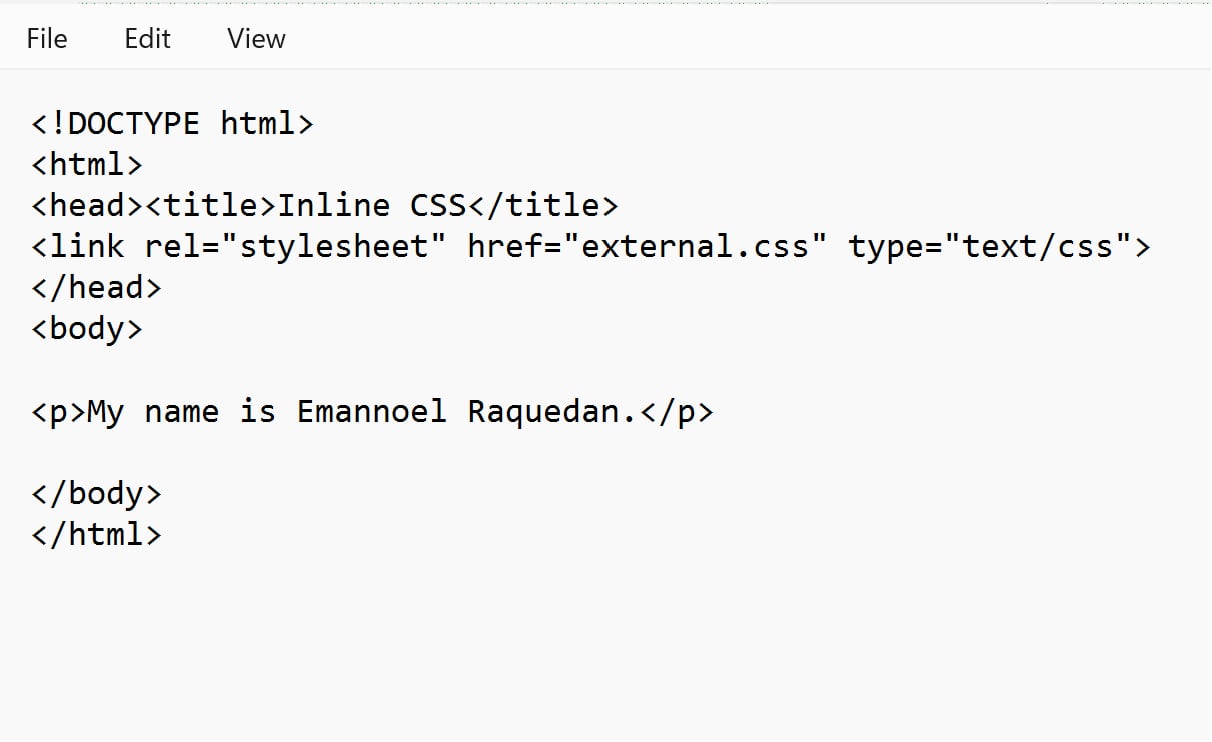 File Edit View
<!DOCTYPE html>
<html>
<head><title>Inline CSS</title>
<link rel="stylesheet" href="external.css" type="text/css">
</head>
<body>
<p>My name is Emannoel Raquedan.</p>
</body>
</html>